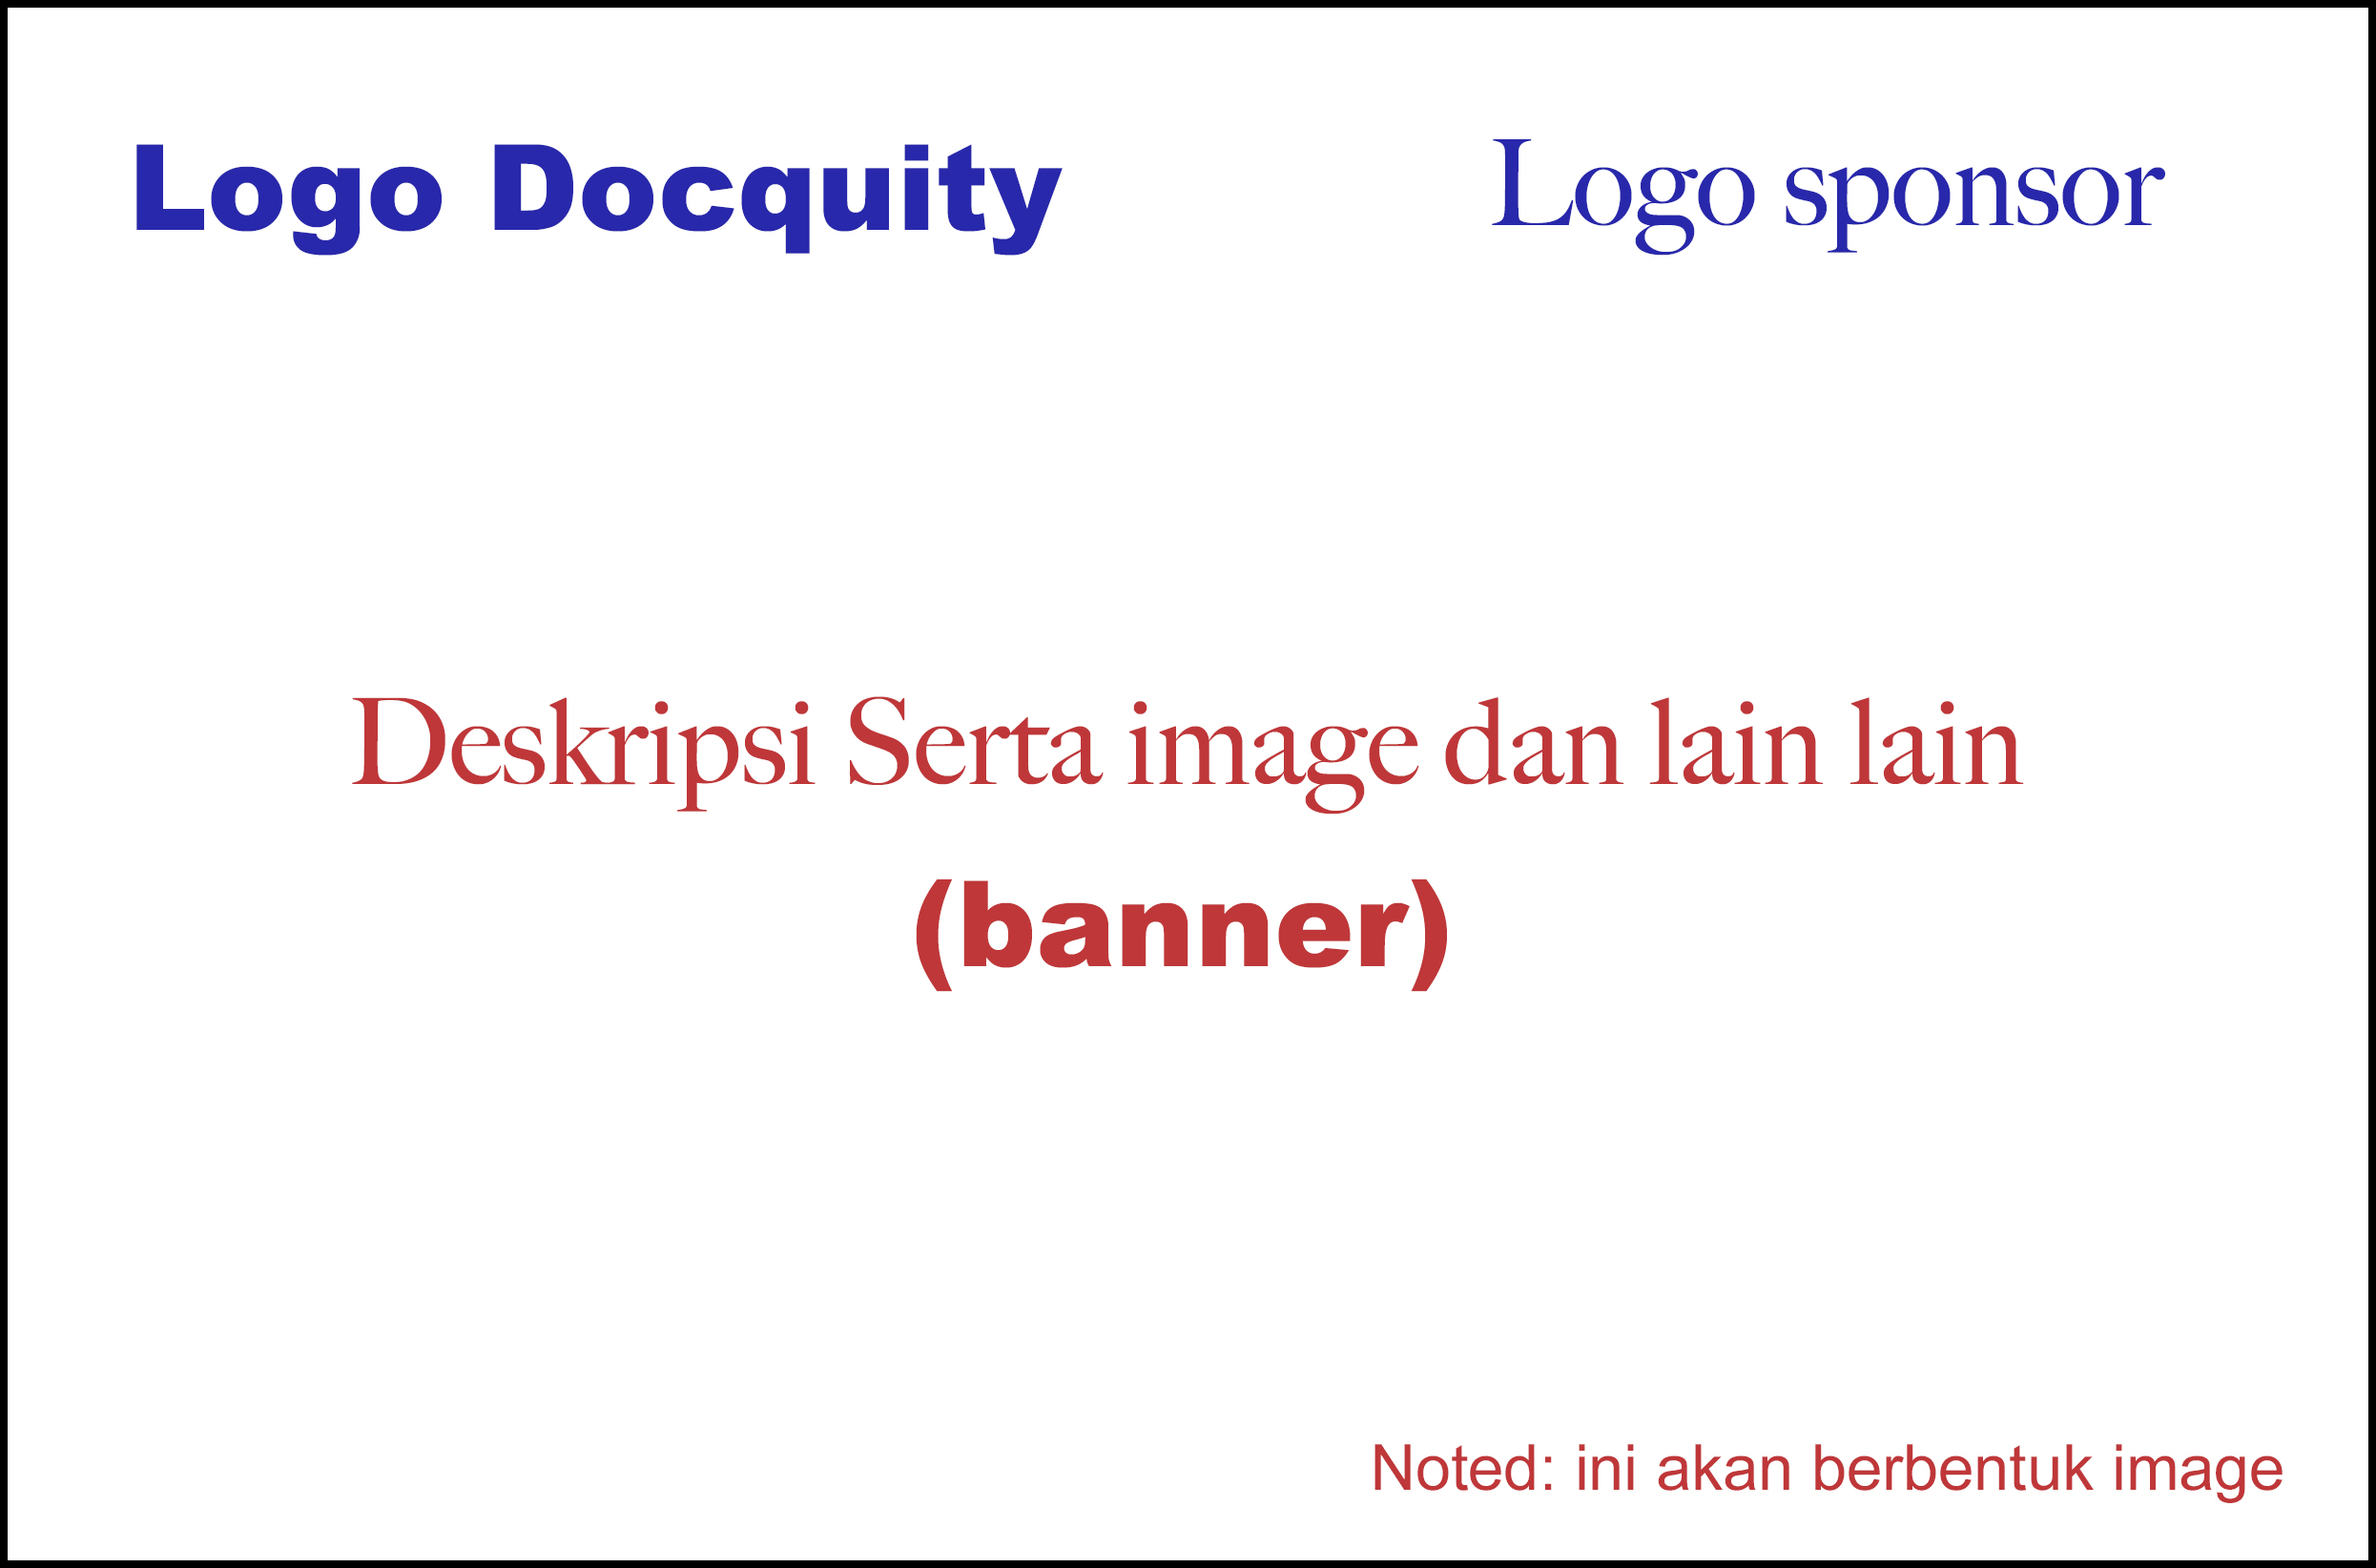 Logo Docquity
Logo sponsor
Deskripsi Serta image dan lain lain
(banner)
Noted: ini akan berbentuk image